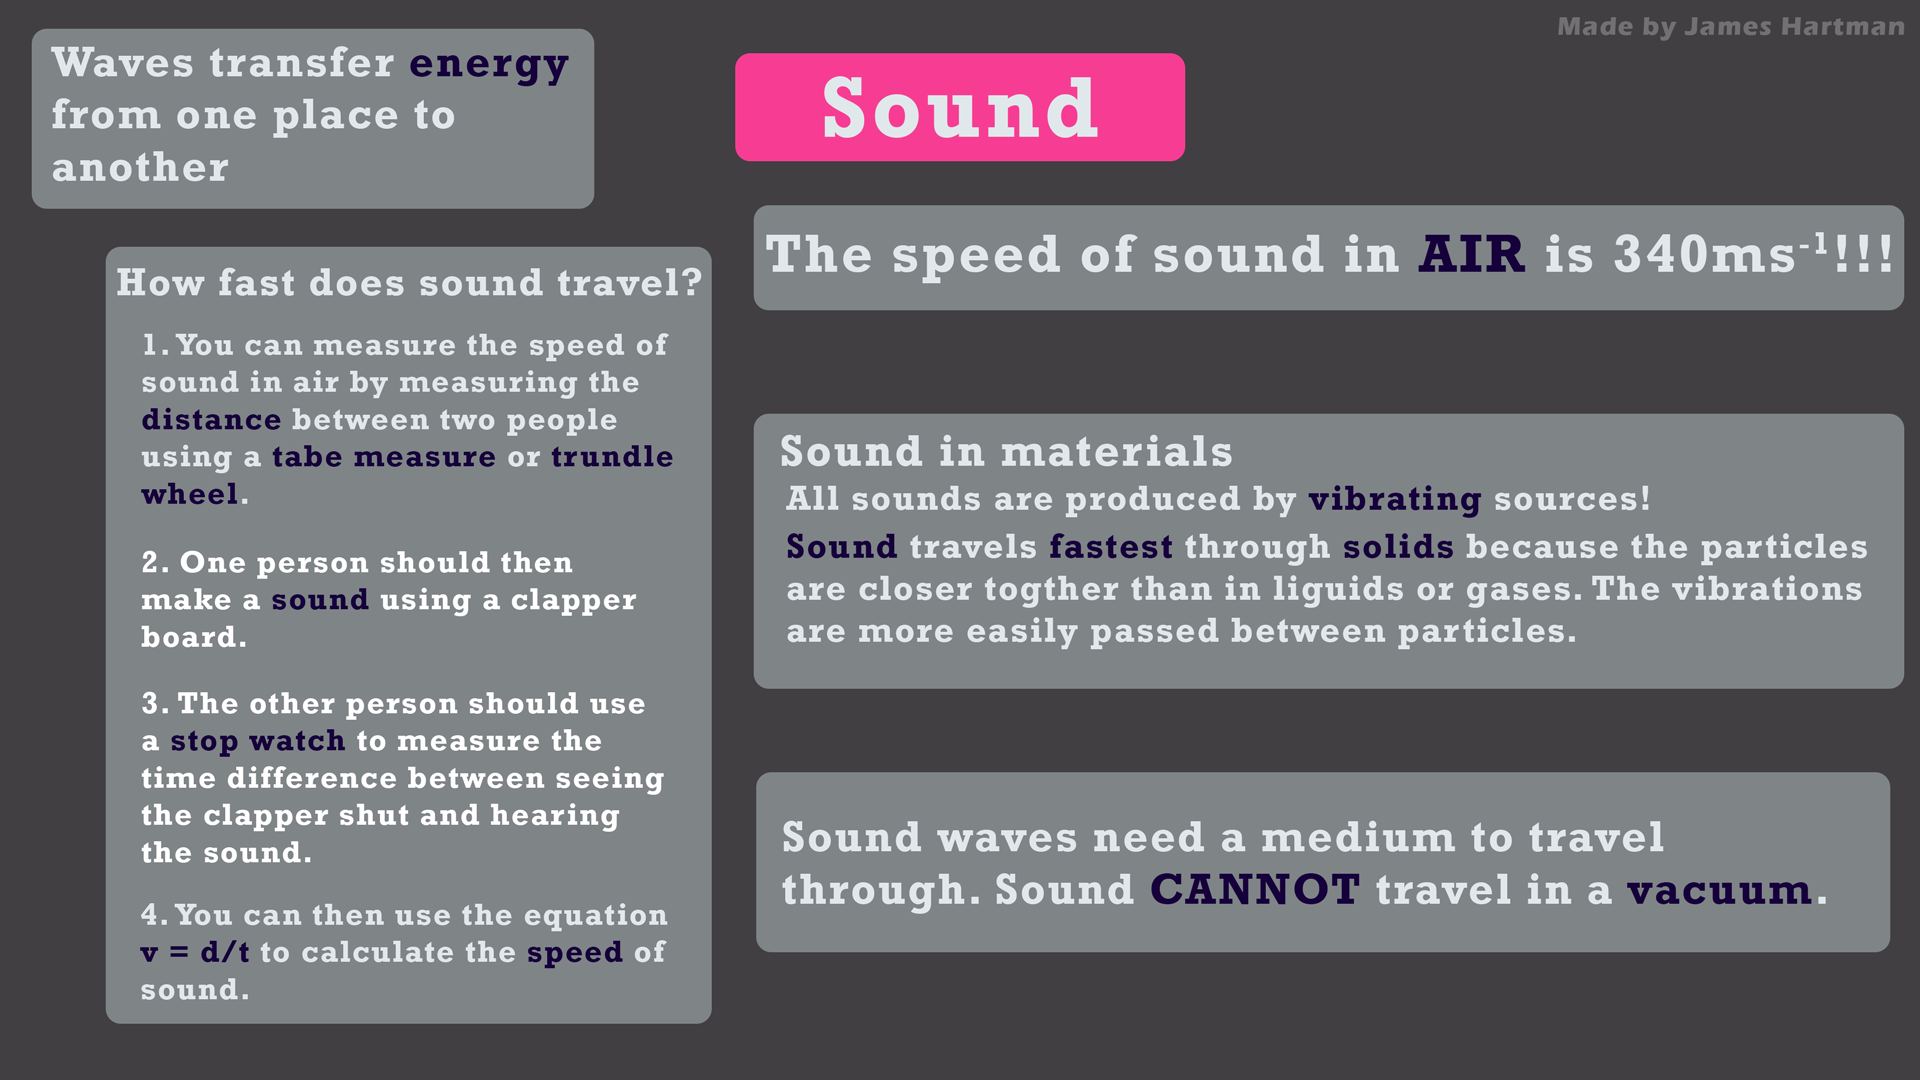 Made by James Hartman
Waves transfer energy
from one place to
another
Sound
The speed of sound in AIR is 340ms⁻¹!!!
How fast does sound travel?
1. You can measure the speed of
sound in air by measuring the
distance between two people
using a tabe measure or trundle
wheel.
2. One person should then
make a sound using a clapper
board.
3. The other person should use
a stop watch to measure the
time difference between seeing
the clapper shut and hearing
the sound.
4. You can then use the equation
v = d/t to calculate the speed of
sound.
Sound in materials
All sounds are produced by vibrating sources!
Sound travels fastest through solids because the particles
are closer togther than in liguids or gases. The vibrations
are more easily passed between particles.
Sound waves need a medium to travel
through. Sound CANNOT travel in a vacuum.